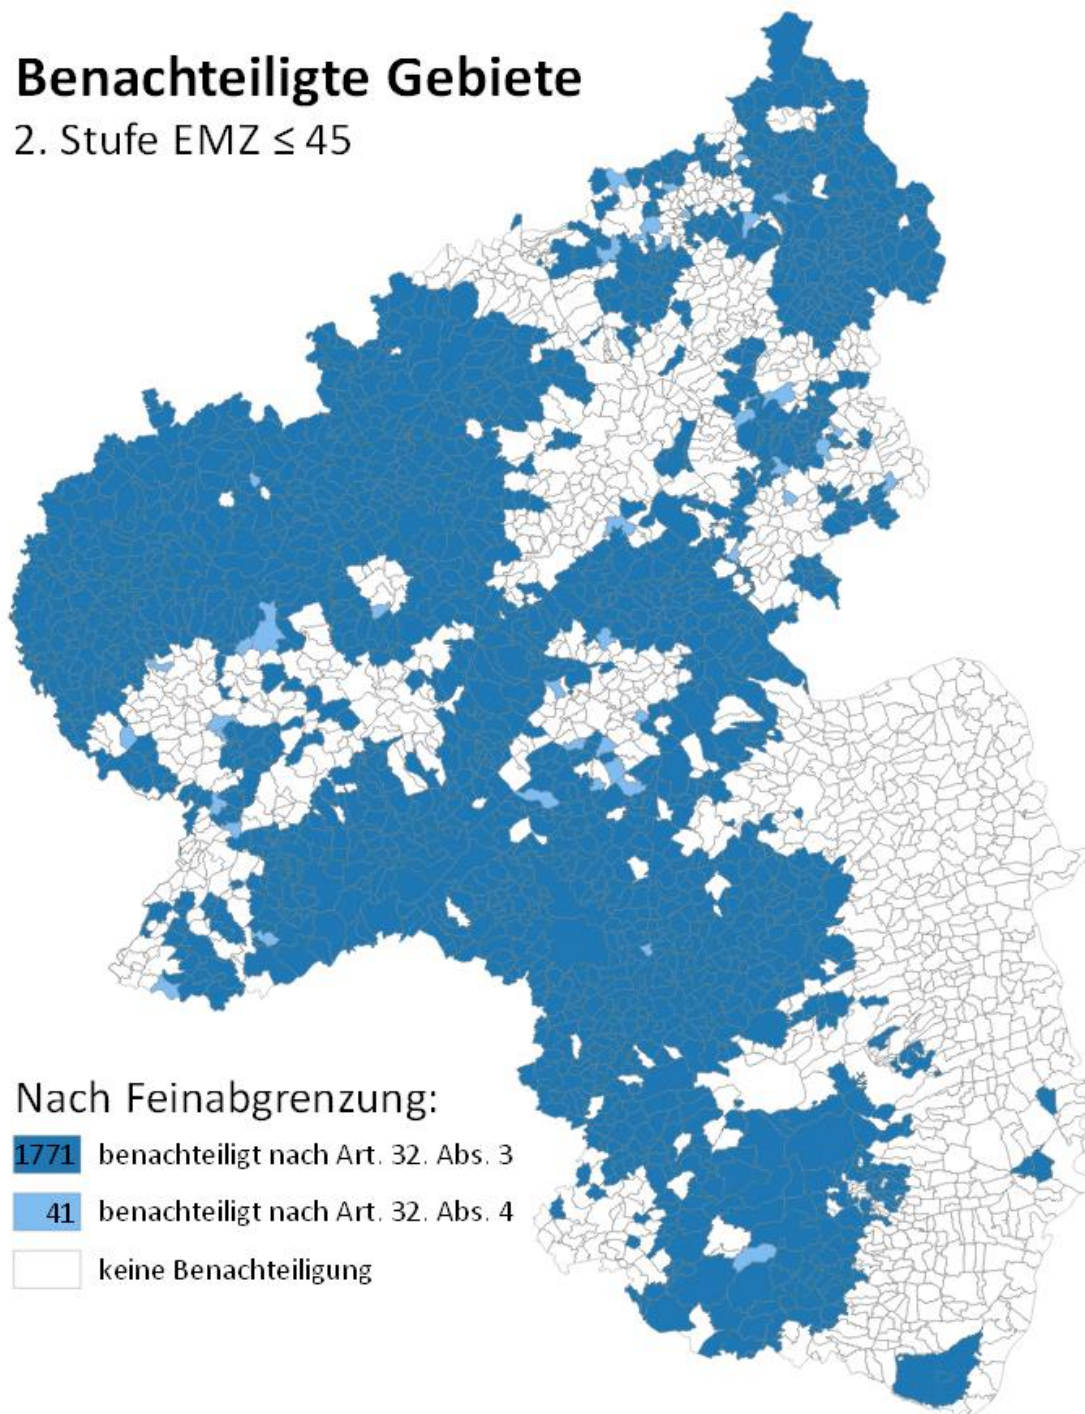 Benachteiligte Gebiete
2. Stufe EMZ ≤ 45
Nach Feinabgrenzung:
1771 benachteiligt nach Art. 32. Abs. 3
41 benachteiligt nach Art. 32. Abs. 4
keine Benachteiligung